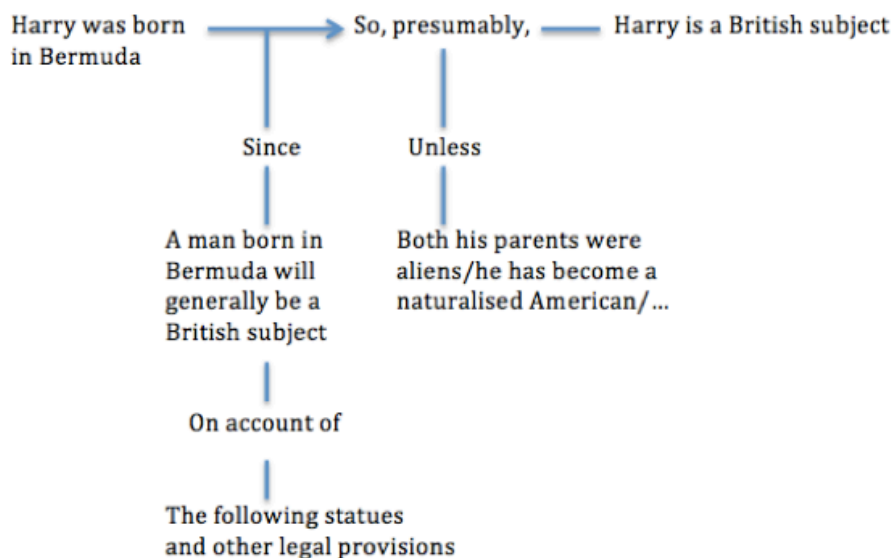 Harry was born
in Bermuda
So, presumably,
Harry is a British subject
Since
Unless
A man born in
Bermuda will
generally be a
British subject
Both his parents were
aliens/he has become a
naturalised American/...
On account of
The following statues
and other legal provisions